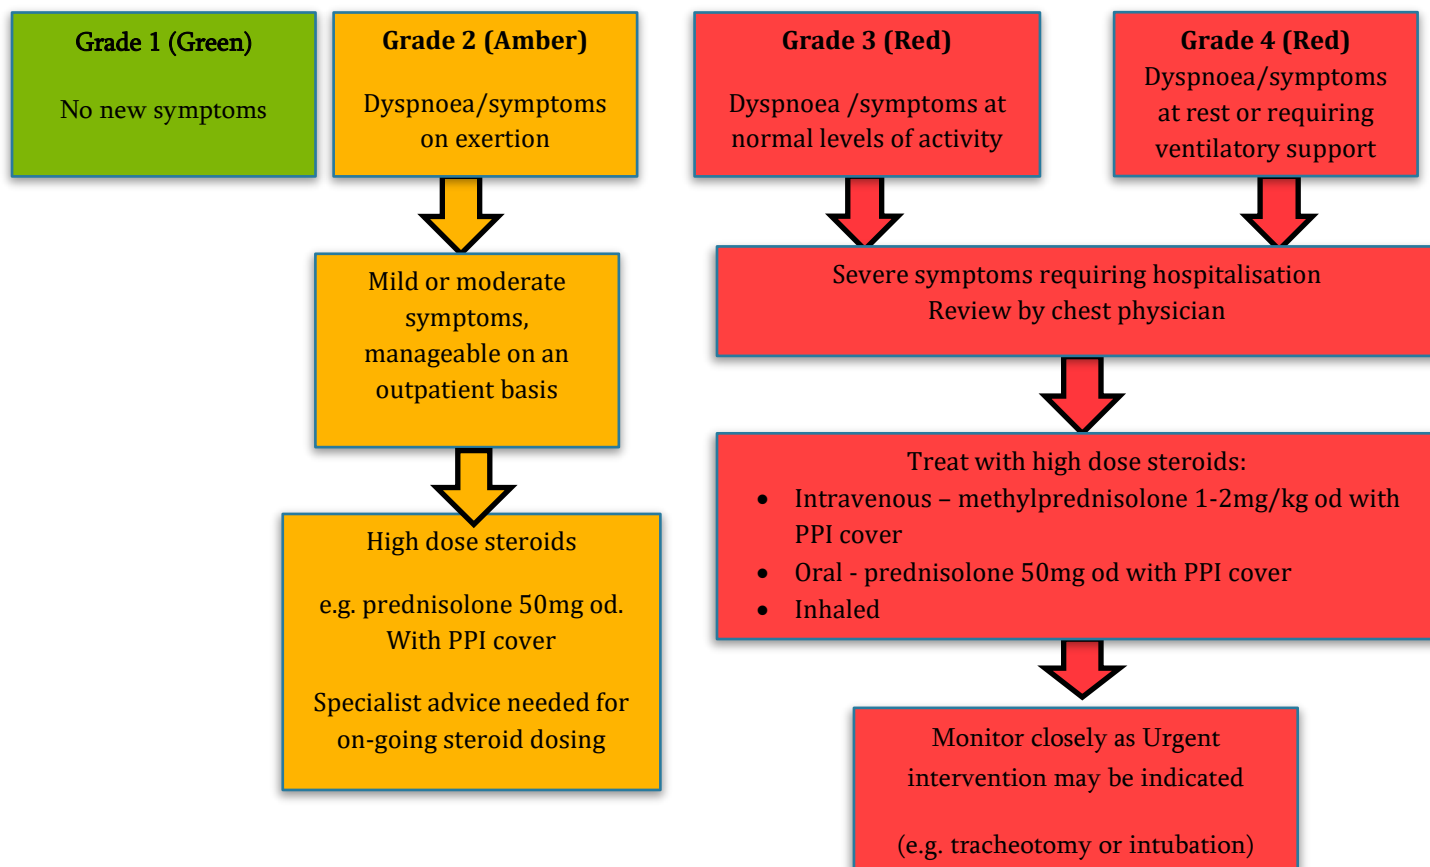 Grade 1 (Green)
No new symptoms
Grade 2 (Amber)
Dyspnoea/symptoms
on exertion
Mild or moderate
symptoms,
manageable on an
outpatient basis
High dose steroids
e.g. prednisolone 50mg od.
With PPI cover
Specialist advice needed for
on-going steroid dosing
Grade 3 (Red)
Dyspnoea /symptoms at
normal levels of activity
Grade 4 (Red)
Dyspnoea/symptoms
at rest or requiring
ventilatory support
Severe symptoms requiring hospitalisation
Review by chest physician
Treat with high dose steroids:
• Intravenous – methylprednisolone 1-2mg/kg od with
PPI cover
• Oral - prednisolone 50mg od with PPI cover
• Inhaled
Monitor closely as Urgent
intervention may be indicated
(e.g. tracheotomy or intubation)